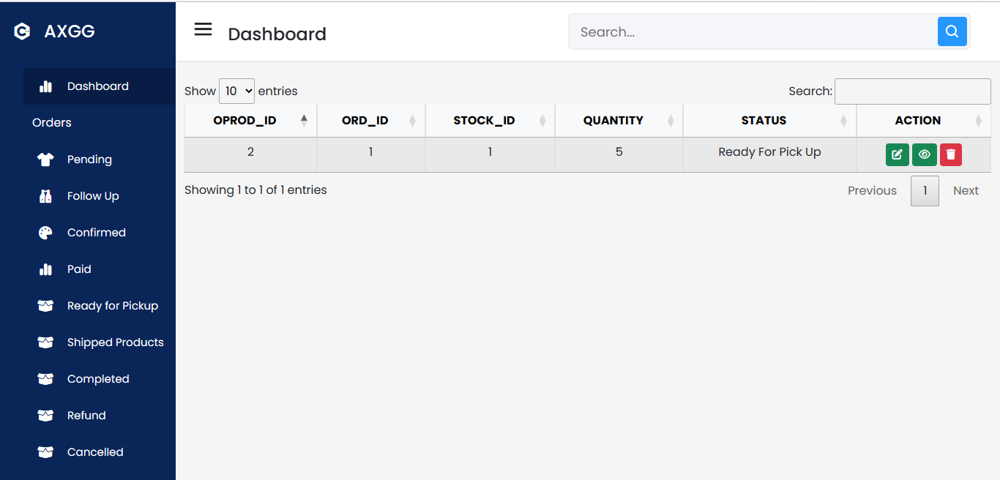 AXGG
Dashboard
Search...
Dashboard
Orders
Pending
Follow Up
Confirmed
Paid
Ready for Pickup
Shipped Products
Completed
Refund
Cancelled
Show 10 entries
Search:
OPROD_ID ORD_ID STOCK_ID QUANTITY STATUS ACTION
2 1 1 5 Ready For Pick Up
Showing 1 to 1 of 1 entries
Previous 1 Next